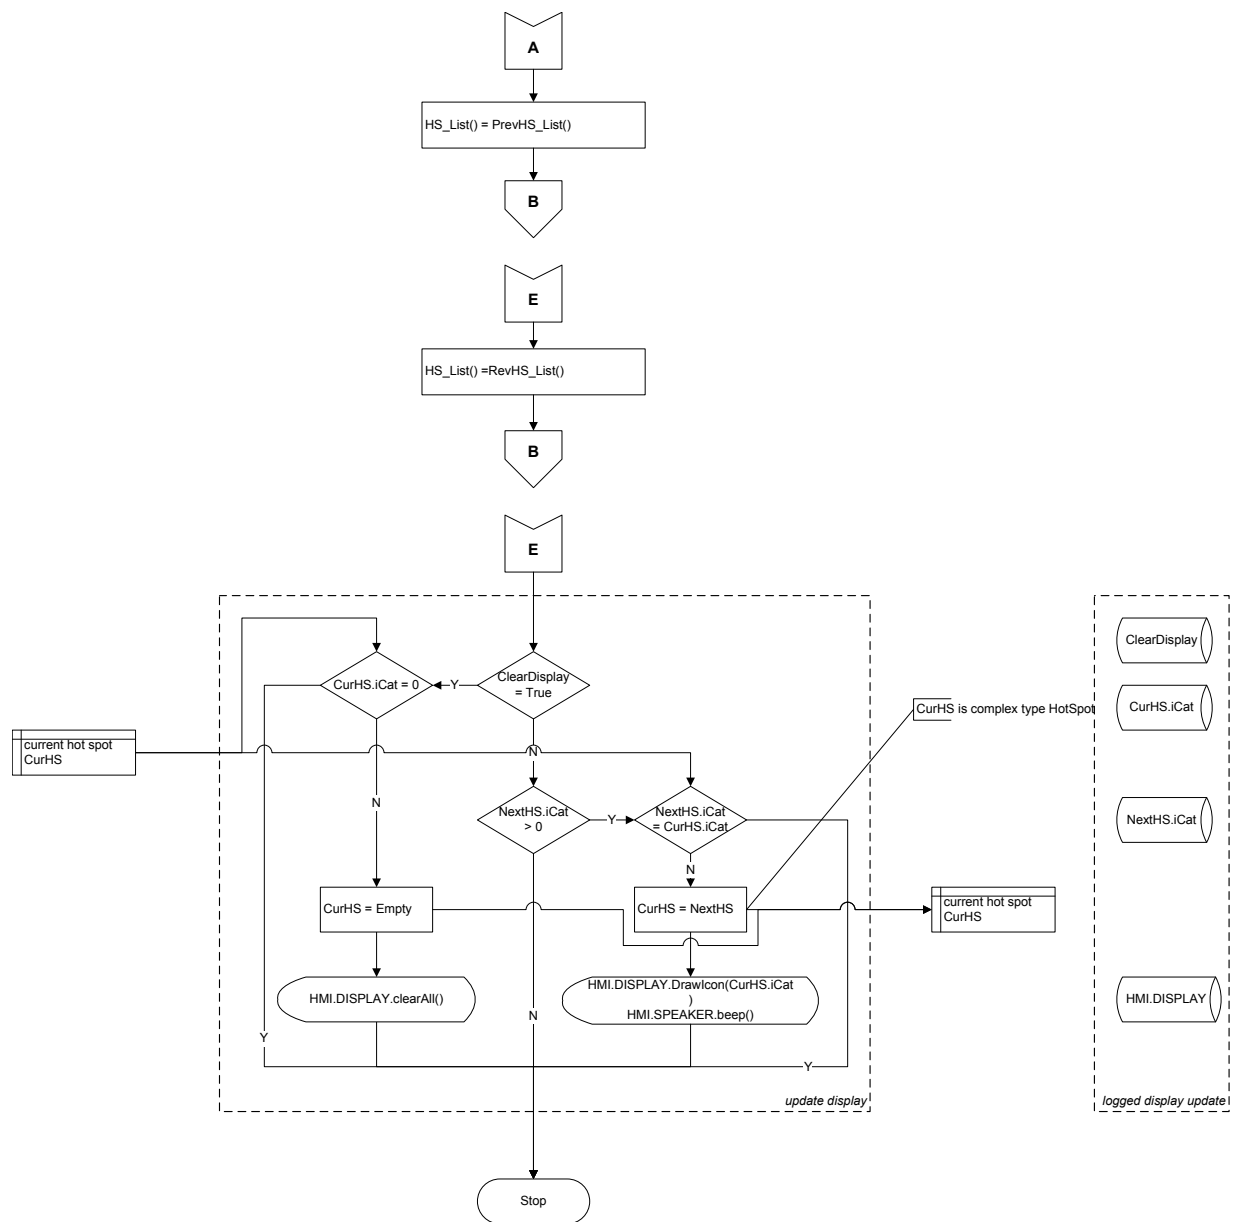 A
HS_List() = PrevHS_List()
B
E
HS_List() =RevHS_List()
B
E
ClearDisplay
= True
Y
CurHS.iCat = 0
ClearDisplay
CurHS is complex type HotSpot
CurHS.iCat
current hot spot
CurHS
N
N
NextHS.iCat
> 0
Y
NextHS.iCat
= CurHS.iCat
NextHS.iCat
N
CurHS = Empty
CurHS = NextHS
current hot spot
CurHS
HMI.DISPLAY.clearAll()
HMI.DISPLAY.DrawIcon(CurHS.iCat
)
HMI.SPEAKER.beep()
HMI.DISPLAY
N
Y
Y
update display
logged display update
Stop